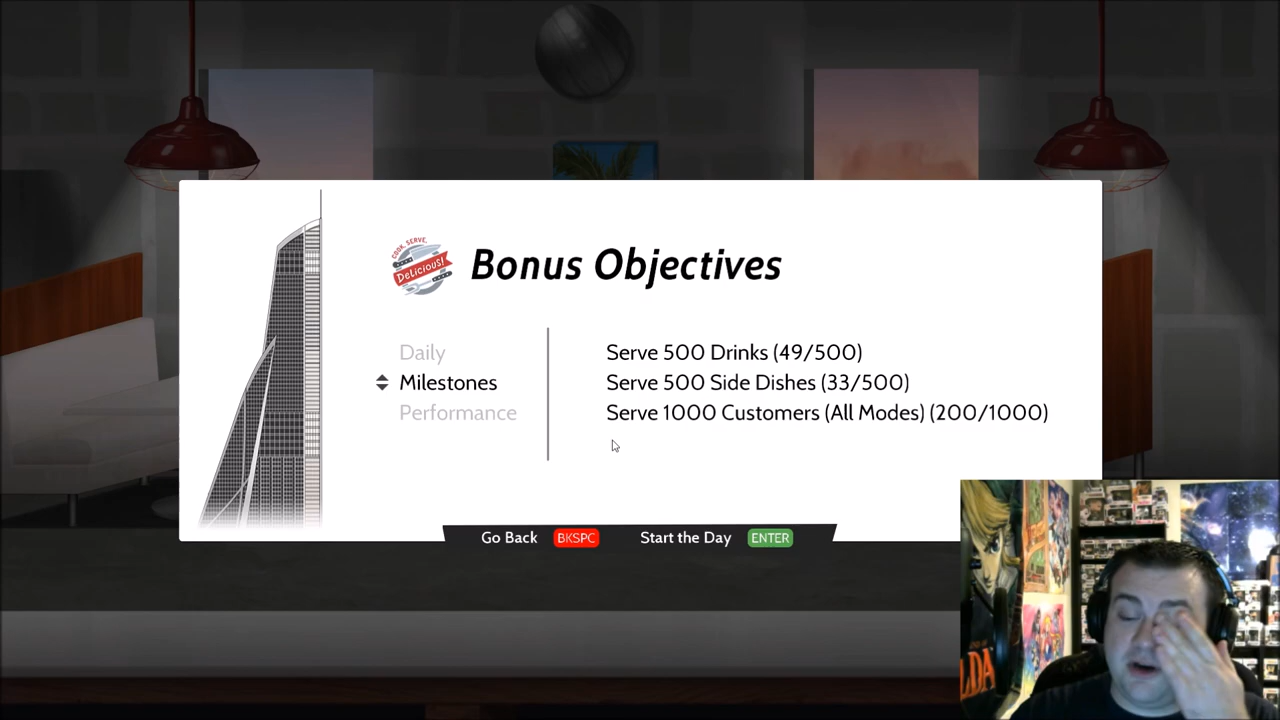 COOK, SERVE,
DELICIOUS!
Bonus Objectives
Daily
Milestones
Performance
Serve 500 Drinks (49/500)
Serve 500 Side Dishes (33/500)
Serve 1000 Customers (All Modes) (200/1000)
Go Back BKSPC Start the Day ENTER
LDA